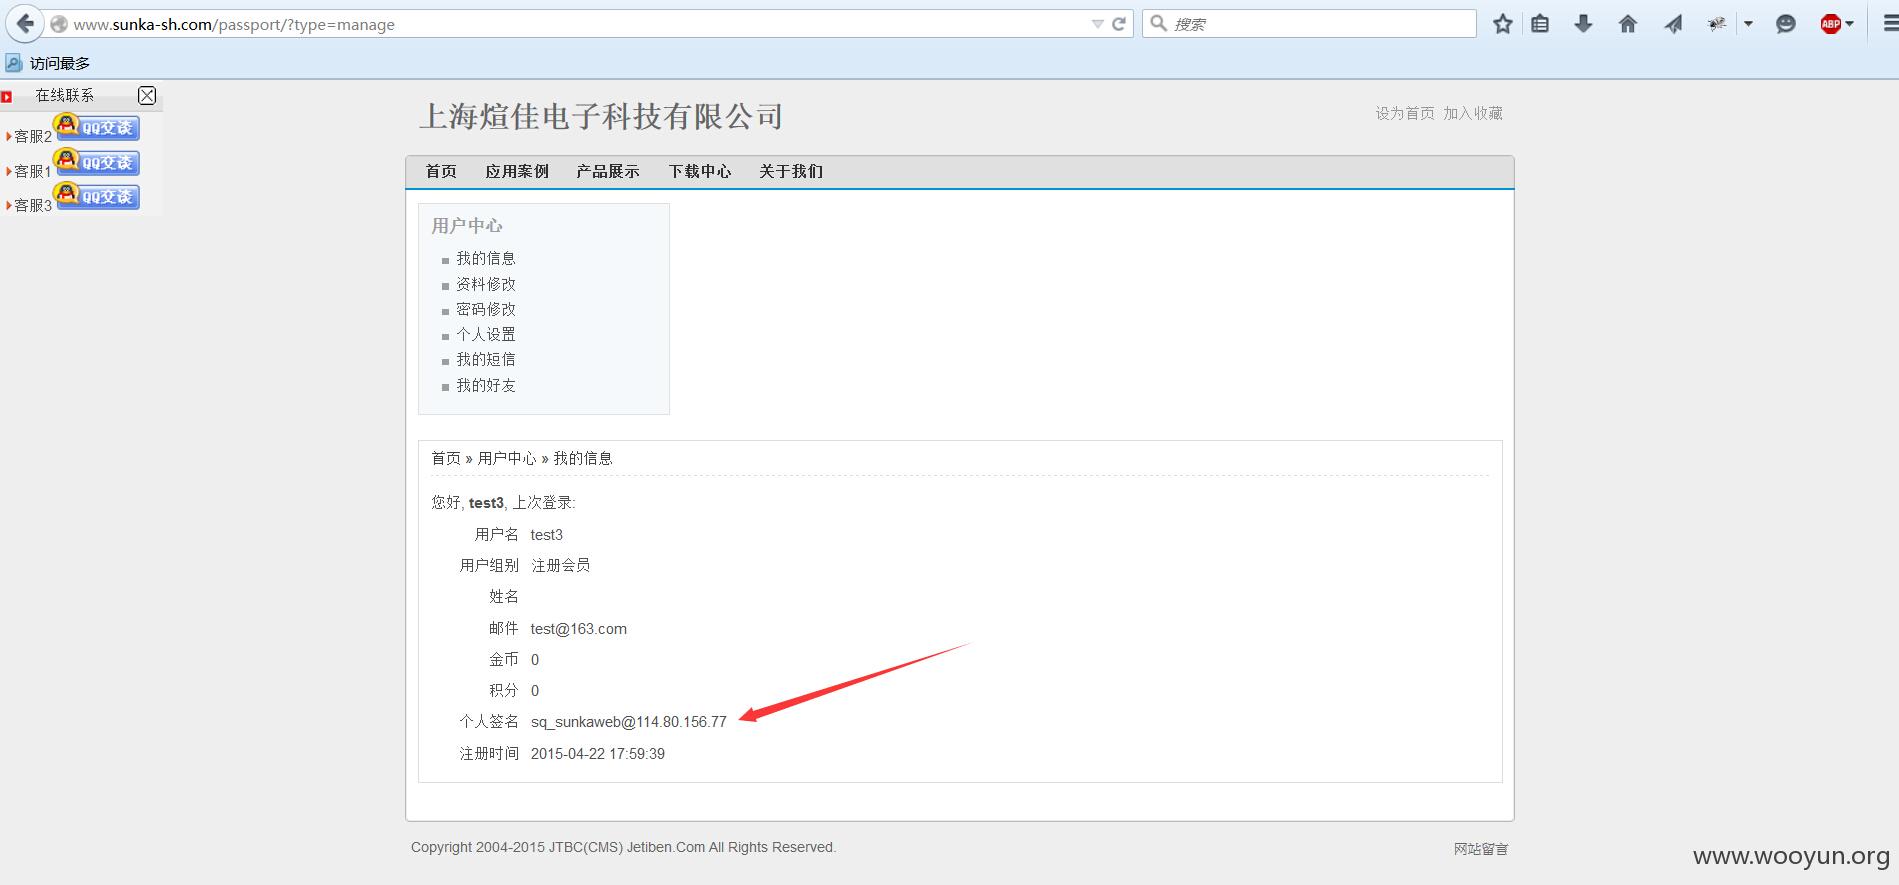 www.sunka-sh.com/passport/?type=manage
搜索
ABP
访问最多
在线联系
客服2 QQ交谈
客服1 QQ交谈
客服3 QQ交谈
上海煊佳电子科技有限公司
设为首页 加入收藏
首页 应用案例 产品展示 下载中心 关于我们
用户中心
我的信息
资料修改
密码修改
个人设置
我的短信
我的好友
首页 » 用户中心 » 我的信息
您好, test3, 上次登录:
用户名 test3
用户组别 注册会员
姓名
邮件 test@163.com
金币 0
积分 0
个人签名 sq_sunkaweb@114.80.156.77
注册时间 2015-04-22 17:59:39
Copyright 2004-2015 JTBC(CMS) Jetiben.Com All Rights Reserved.
网站留言
www.wooyun.org